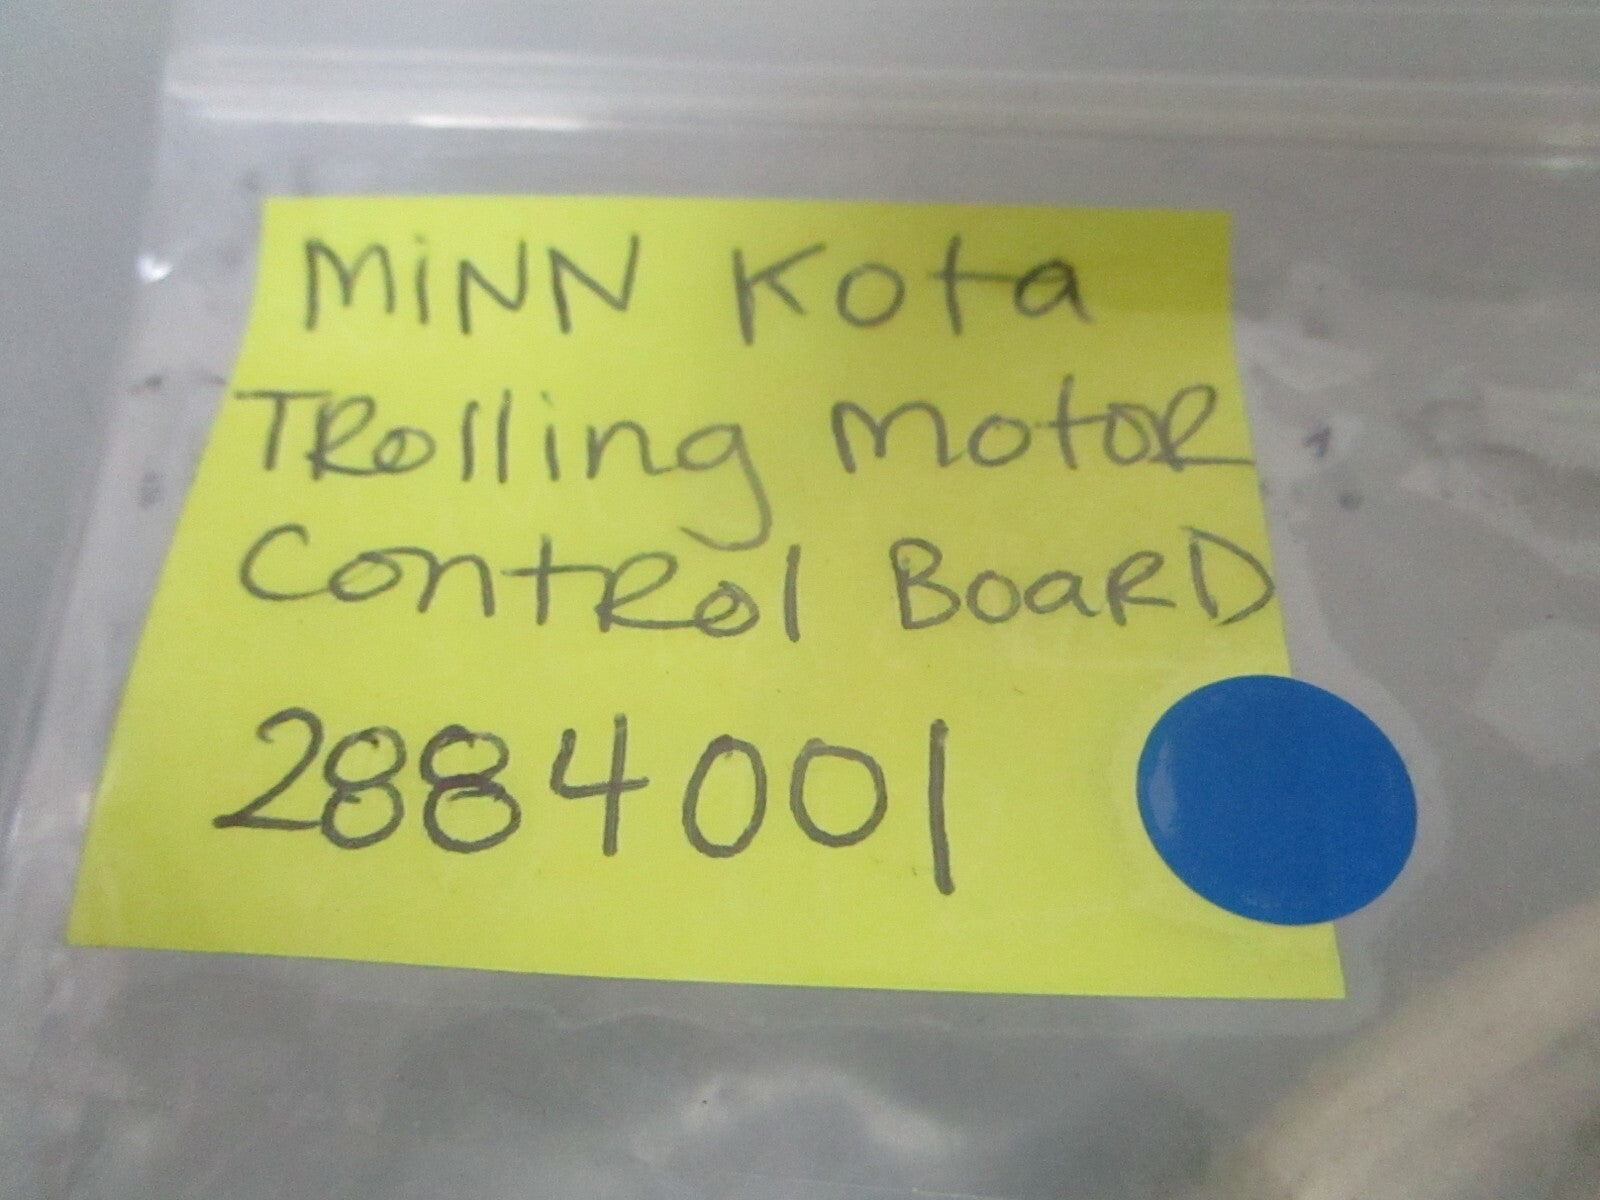 MiNN Kota
TRolling motoR
ContRol BoaRD
2884001